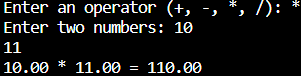 Enter an operator (+, -, *, /): *
Enter two numbers: 10
11
10.00 * 11.00 = 110.00